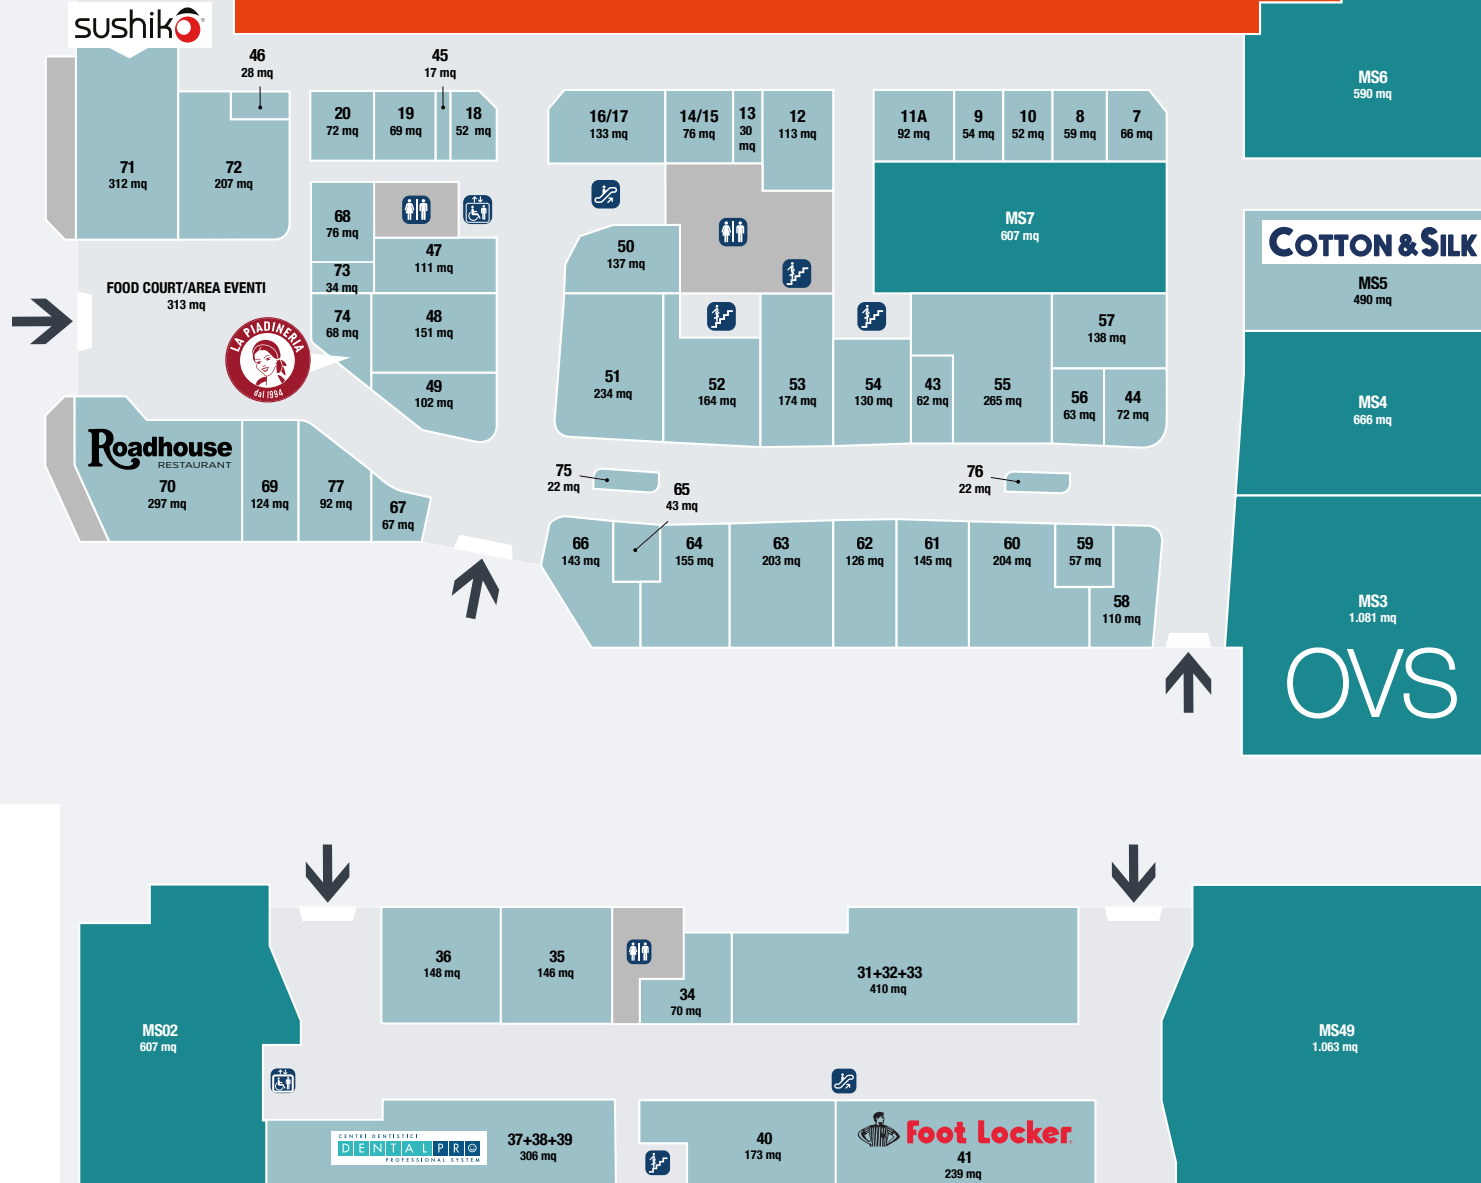 sushikō
46
28 mq
45
17 mq
20
72 mq
19
69 mq
18
52 mq
16/17
133 mq
14/15
76 mq
13
30
mq
12
113 mq
11A
92 mq
9
54 mq
10
52 mq
8
59 mq
7
66 mq
MS6
590 mq
71
312 mq
72
207 mq
68
76 mq
47
111 mq
73
34 mq
50
137 mq
MS7
607 mq
COTTON & SILK
MS5
490 mq
FOOD COURT/AREA EVENTI
313 mq
74
68 mq
48
151 mq
LA PIADINERIA
dal 1994
49
102 mq
51
234 mq
52
164 mq
53
174 mq
54
130 mq
43
62 mq
55
265 mq
57
138 mq
56
63 mq
44
72 mq
MS4
666 mq
Roadhouse
RESTAURANT
70
297 mq
69
124 mq
77
92 mq
67
67 mq
75
22 mq
65
43 mq
76
22 mq
66
143 mq
64
155 mq
63
203 mq
62
126 mq
61
145 mq
60
204 mq
59
57 mq
58
110 mq
MS3
1.081 mq
OVS
36
148 mq
35
146 mq
34
70 mq
31+32+33
410 mq
MS02
607 mq
MS49
1.063 mq
CENTRI DENTISTICI
DENTALPRO
PROFESSIONAL SYSTEM
37+38+39
306 mq
40
173 mq
Foot Locker
41
239 mq